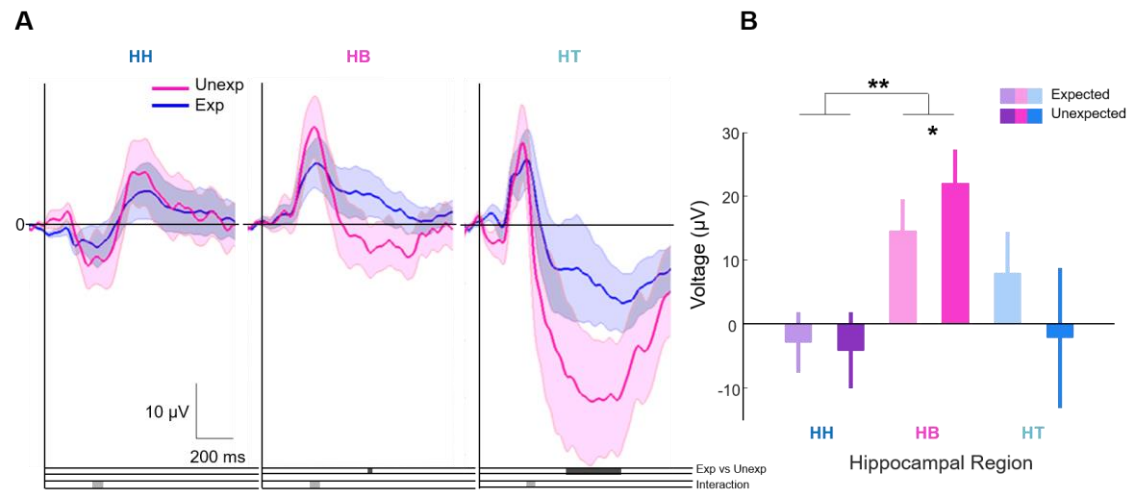 A
HH
HB
HT
Unexp
Exp
0
10 µV
200 ms
Exp vs Unexp
Interaction
B
**
*
Expected
Unexpected
30
20
10
0
-10
Voltage (µV)
HH
HB
HT
Hippocampal Region